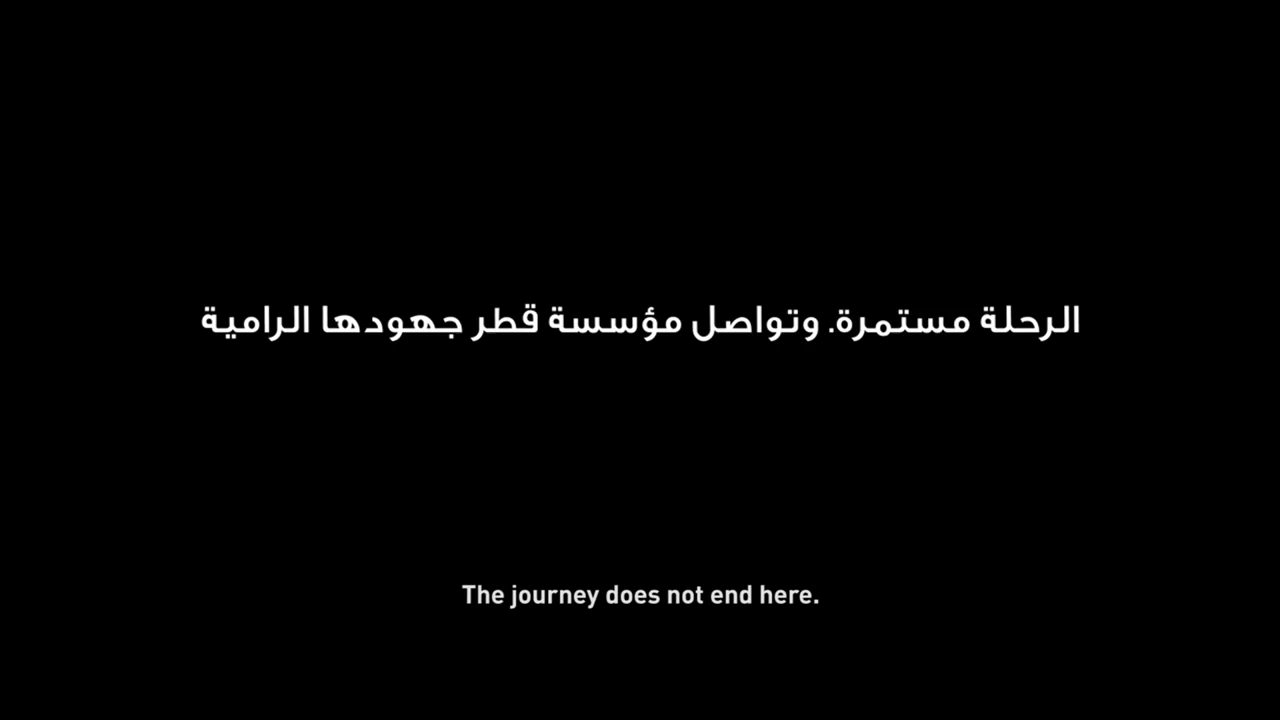 الرحلة مستمرة. وتواصل مؤسسة قطر جهودها الرامية
The journey does not end here.